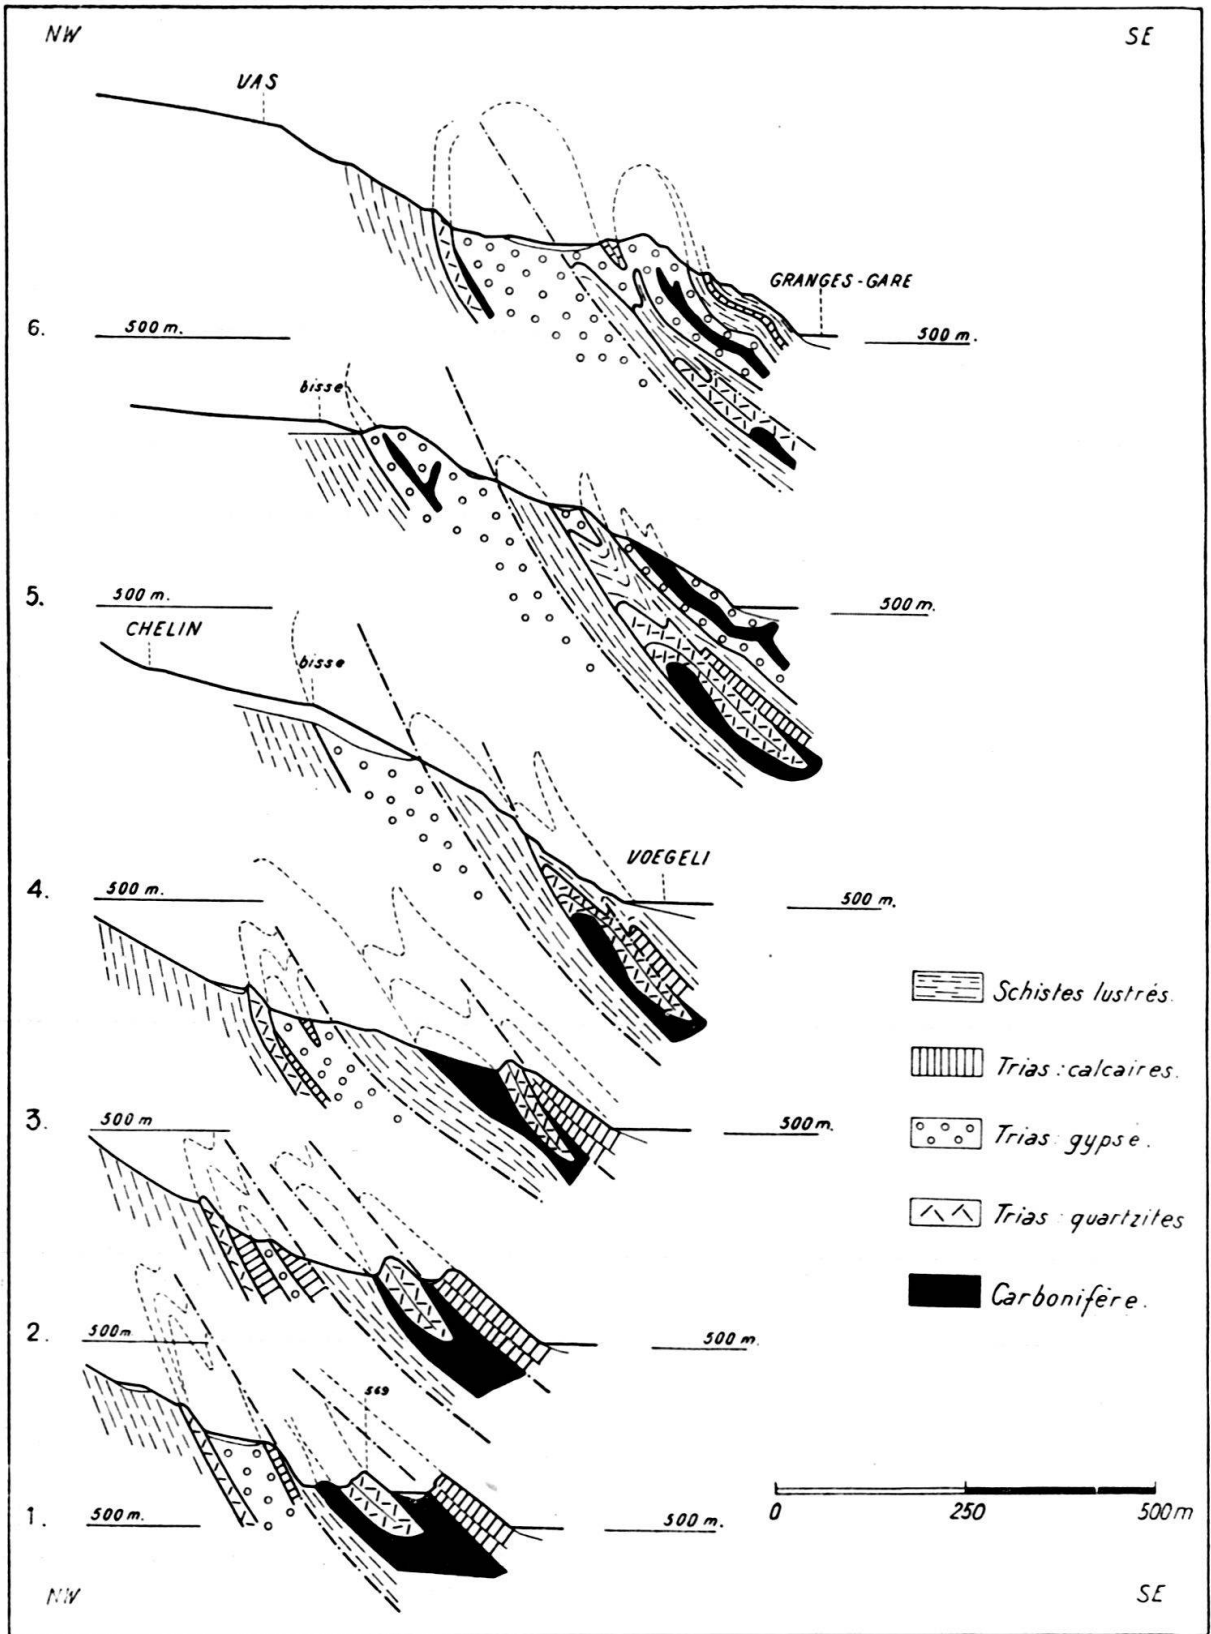 NW SE
VAS
GRANGES-GARE
6. 500 m. 500 m.
bisse
5. 500 m. 500 m.
CHELIN
bisse
VOEGELI
4. 500 m. 500 m.
3. 500 m 500 m.
2. 500m. 500 m.
569
1. 500 m. 500 m.
Schistes lustrés.
Trias : calcaires.
Trias : gypse.
Trias : quartzites
Carbonifère.
0 250 500 m
NW SE